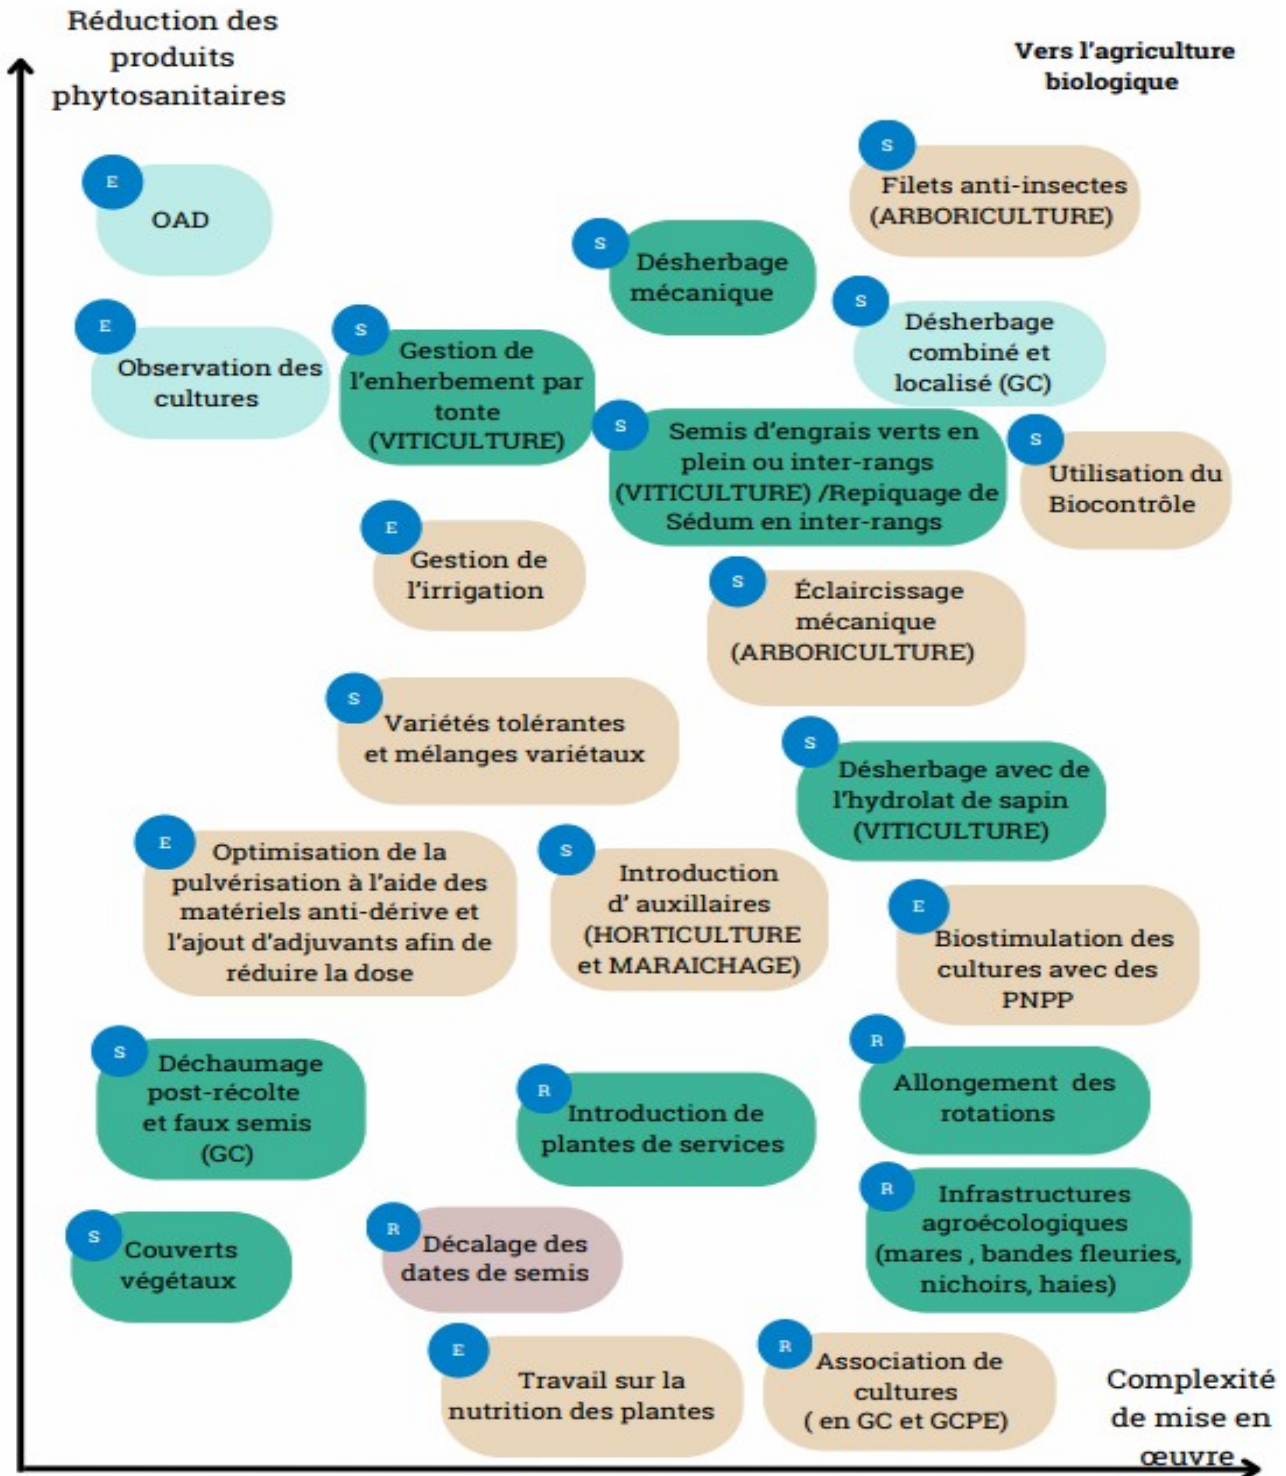 Réduction des
produits
phytosanitaires
Vers l'agriculture
biologique
E
OAD
S
Filets anti-insectes
(ARBORICULTURE)
S
Désherbage
mécanique
E
Observation des
cultures
S
Gestion de
l'enherbement par
tonte
(VITICULTURE)
S
Désherbage
combiné et
localisé (GC)
S
Semis d'engrais verts en
plein ou inter-rangs
(VITICULTURE) /Repiquage de
Sédum en inter-rangs
S
Utilisation du
Biocontrôle
E
Gestion de
l'irrigation
S
Éclaircissage
mécanique
(ARBORICULTURE)
S
Variétés tolérantes
et mélanges variétaux
S
Désherbage avec de
l'hydrolat de sapin
(VITICULTURE)
E
Optimisation de la
pulvérisation à l'aide des
matériels anti-dérive et
l'ajout d'adjuvants afin de
réduire la dose
S
Introduction
d' auxillaires
(HORTICULTURE
et MARAICHAGE)
E
Biostimulation des
cultures avec des
PNPP
S
Déchaumage
post-récolte
et faux semis
(GC)
R
Introduction de
plantes de services
R
Allongement des
rotations
S
Couverts
végétaux
R
Décalage des
dates de semis
R
Infrastructures
agroécologiques
(mares , bandes fleuries,
nichoirs, haies)
E
Travail sur la
nutrition des plantes
R
Association de
cultures
( en GC et GCPE)
Complexité
de mise en
œuvre